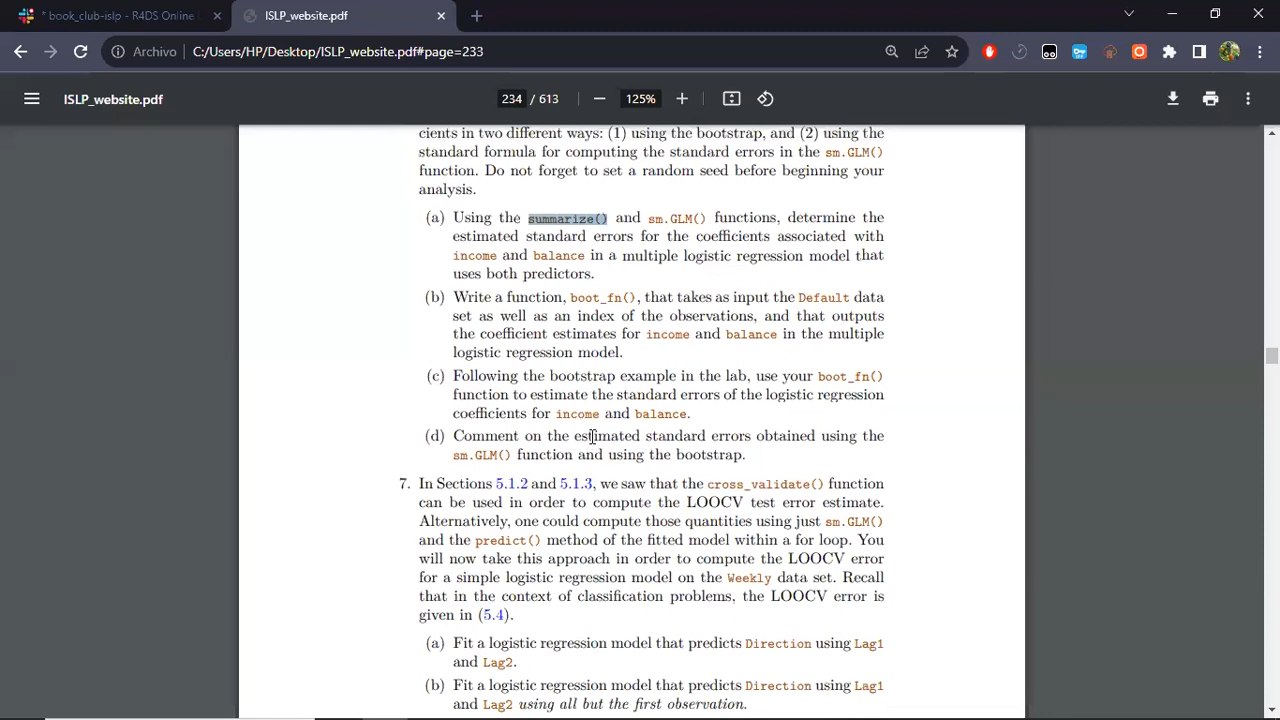 * book_club-islp - R4DS Online
ISLP_website.pdf
Archivo
C:/Users/HP/Desktop/ISLP_website.pdf#page=233
ISLP_website.pdf
234 / 613
125%
cients in two different ways: (1) using the bootstrap, and (2) using the
standard formula for computing the standard errors in the sm.GLM()
function. Do not forget to set a random seed before beginning your
analysis.
(a) Using the summarize() and sm.GLM() functions, determine the
estimated standard errors for the coefficients associated with
income and balance in a multiple logistic regression model that
uses both predictors.
(b) Write a function, boot_fn(), that takes as input the Default data
set as well as an index of the observations, and that outputs
the coefficient estimates for income and balance in the multiple
logistic regression model.
(c) Following the bootstrap example in the lab, use your boot_fn()
function to estimate the standard errors of the logistic regression
coefficients for income and balance.
(d) Comment on the estimated standard errors obtained using the
sm.GLM() function and using the bootstrap.
7. In Sections 5.1.2 and 5.1.3, we saw that the cross_validate() function
can be used in order to compute the LOOCV test error estimate.
Alternatively, one could compute those quantities using just sm.GLM()
and the predict() method of the fitted model within a for loop. You
will now take this approach in order to compute the LOOCV error
for a simple logistic regression model on the Weekly data set. Recall
that in the context of classification problems, the LOOCV error is
given in (5.4).
(a) Fit a logistic regression model that predicts Direction using Lag1
and Lag2.
(b) Fit a logistic regression model that predicts Direction using Lag1
and Lag2 using all but the first observation.